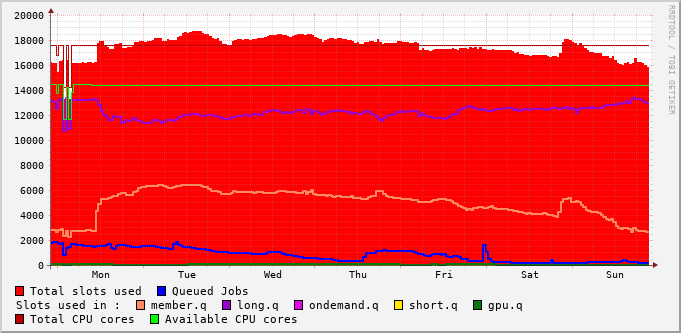 20000
18000
16000
14000
12000
10000
8000
6000
4000
2000
0
Mon Tue Wed Thu Fri Sat Sun
RRDTOOL / TOBI OETIKER
Total slots used Queued Jobs
Slots used in : member.q long.q ondemand.q short.q gpu.q
Total CPU cores Available CPU cores